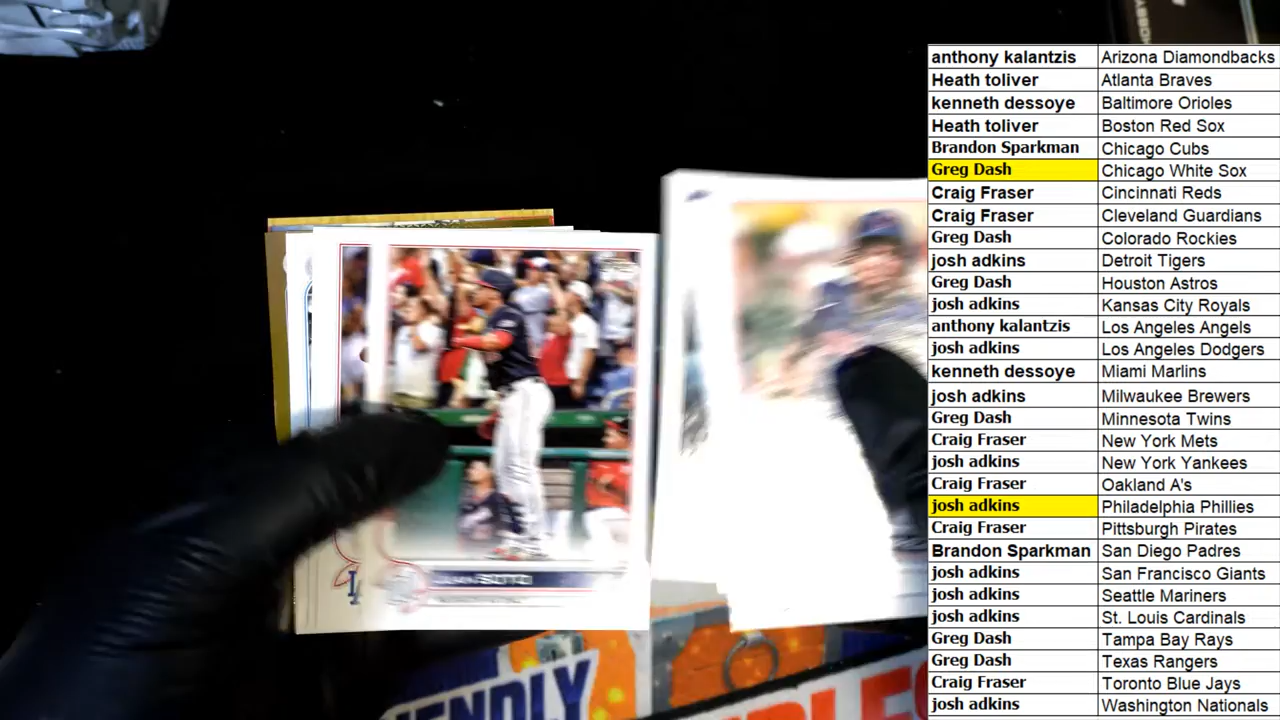 anthony kalantzis Arizona Diamondbacks
Heath toliver Atlanta Braves
kenneth dessoye Baltimore Orioles
Heath toliver Boston Red Sox
Brandon Sparkman Chicago Cubs
Greg Dash Chicago White Sox
Craig Fraser Cincinnati Reds
Craig Fraser Cleveland Guardians
Greg Dash Colorado Rockies
josh adkins Detroit Tigers
Greg Dash Houston Astros
josh adkins Kansas City Royals
anthony kalantzis Los Angeles Angels
josh adkins Los Angeles Dodgers
kenneth dessoye Miami Marlins
josh adkins Milwaukee Brewers
Greg Dash Minnesota Twins
Craig Fraser New York Mets
josh adkins New York Yankees
Craig Fraser Oakland A's
josh adkins Philadelphia Phillies
Craig Fraser Pittsburgh Pirates
Brandon Sparkman San Diego Padres
josh adkins San Francisco Giants
josh adkins Seattle Mariners
josh adkins St. Louis Cardinals
Greg Dash Tampa Bay Rays
Greg Dash Texas Rangers
Craig Fraser Toronto Blue Jays
josh adkins Washington Nationals
SOTO
LA